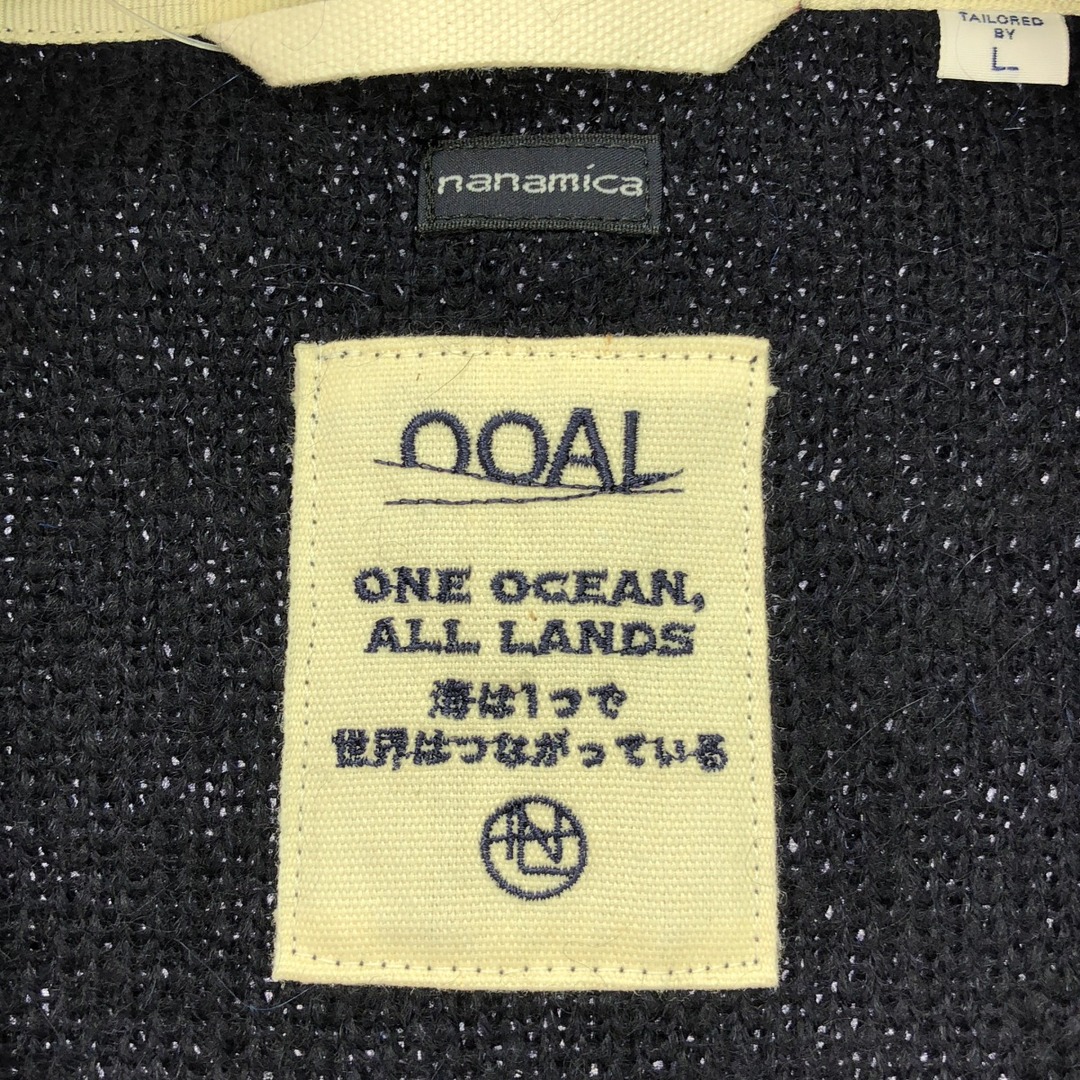 TAILORED
BY
L
nanamica
OOAL
ONE OCEAN,
ALL LANDS
海は1つで
世界はつながっている